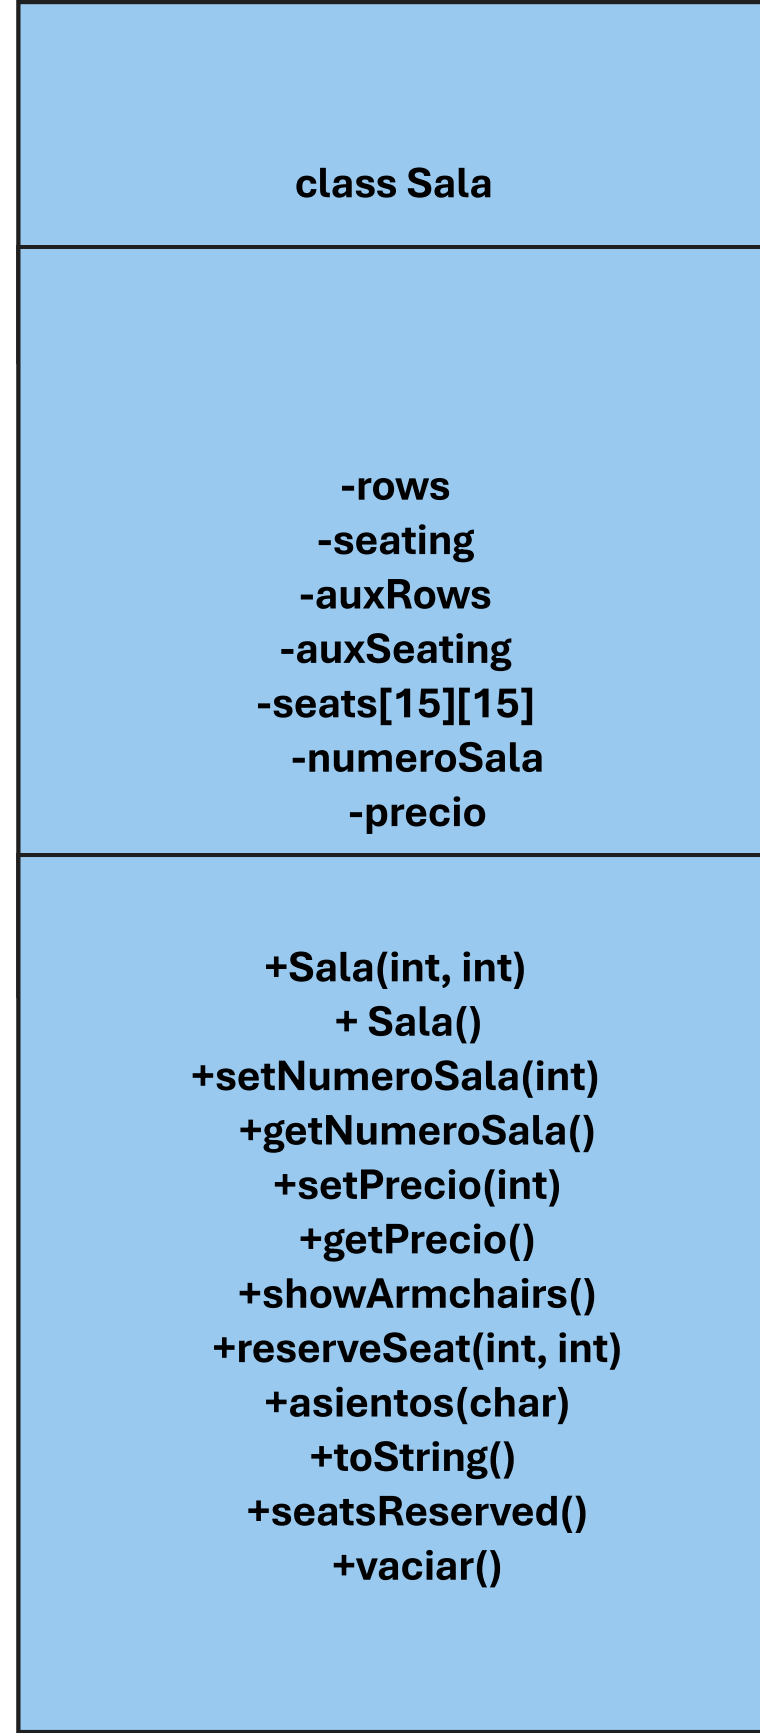 class Sala
-rows
-seating
-auxRows
-auxSeating
-seats[15][15]
-numeroSala
-precio
+Sala(int, int)
+ Sala()
+setNumeroSala(int)
+getNumeroSala()
+setPrecio(int)
+getPrecio()
+showArmchairs()
+reserveSeat(int, int)
+asientos(char)
+toString()
+seatsReserved()
+vaciar()